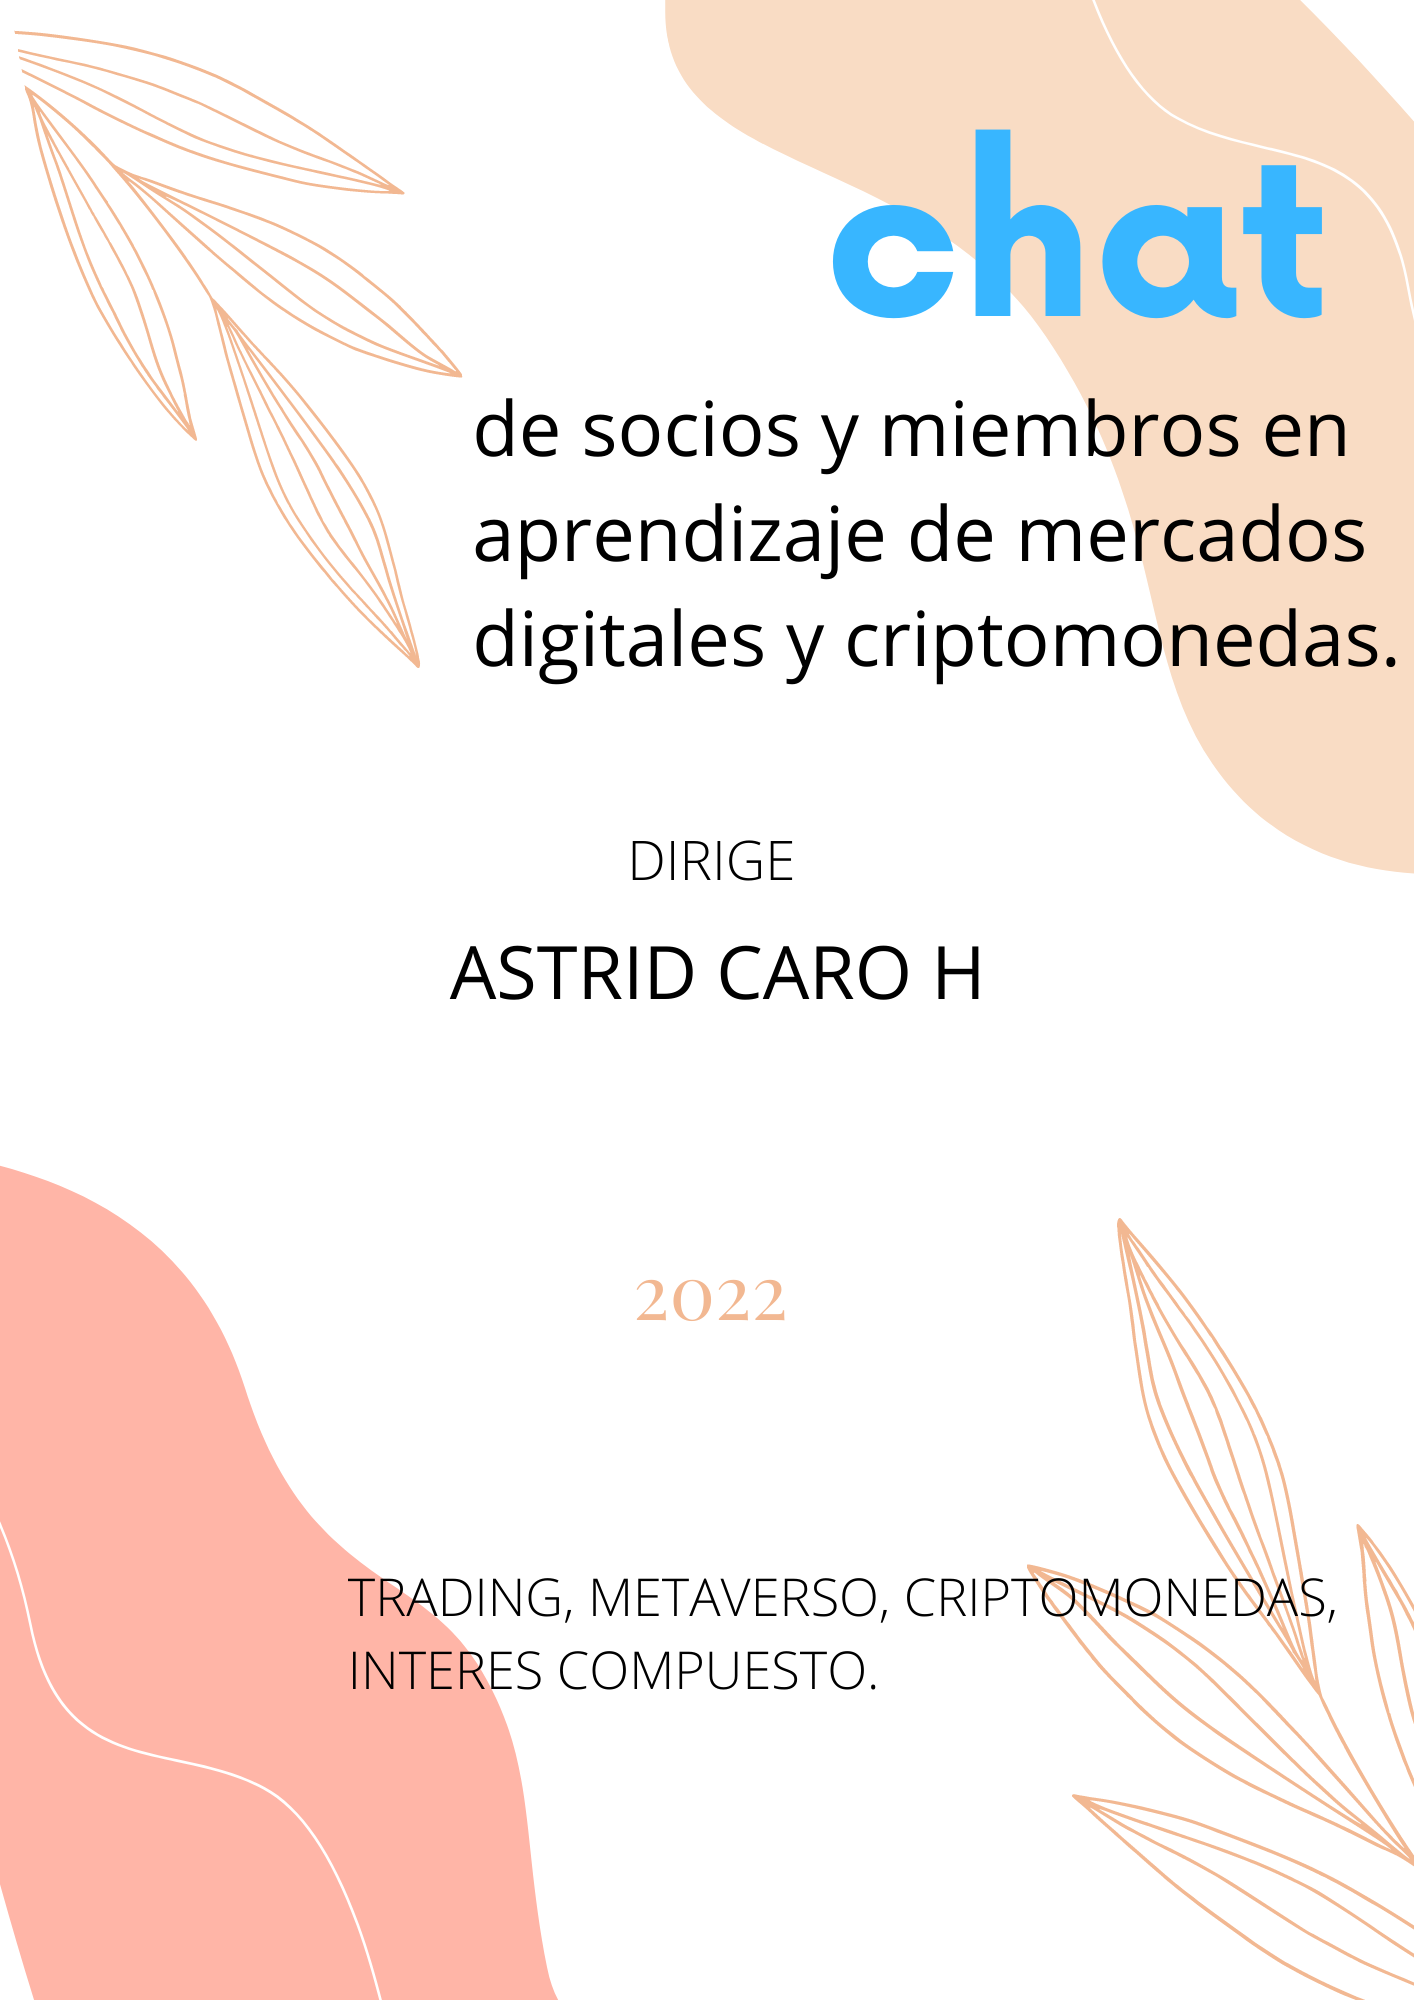 chat
de socios y miembros en
aprendizaje de mercados
digitales y criptomonedas.
DIRIGE
ASTRID CARO H
2022
TRADING, METAVERSO, CRIPTOMONEDAS,
INTERES COMPUESTO.